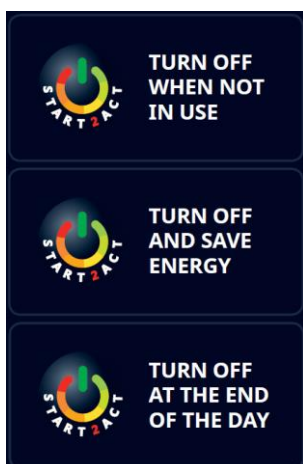 START2ACT
TURN OFF
WHEN NOT
IN USE
START2ACT
TURN OFF
AND SAVE
ENERGY
START2ACT
TURN OFF
AT THE END
OF THE DAY